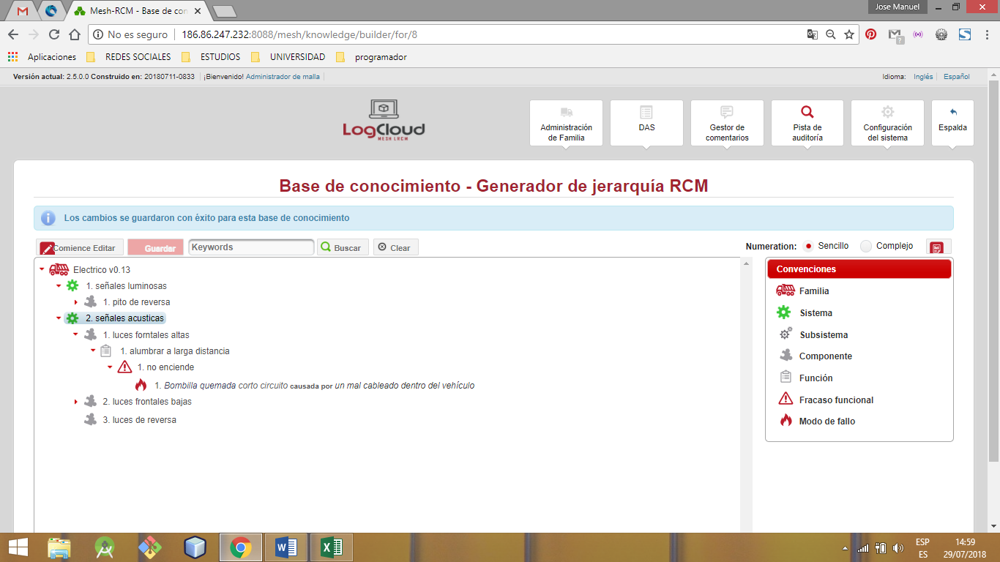 Jose Manuel
Mesh-RCM - Base de con
No es seguro 186.86.247.232:8088/mesh/knowledge/builder/for/8
Aplicaciones REDES SOCIALES ESTUDIOS UNIVERSIDAD programador
Versión actual: 2.5.0.0 Construido en: 20180711-0833 ¡Bienvenido! Administrador de malla Idioma: Inglés Español
LogCloud
MESH LRCM
Administración
de Familia
DAS
Gestor de
comentarios
Pista de
auditoría
Configuración
del sistema
Espalda
Base de conocimiento - Generador de jerarquía RCM
Los cambios se guardaron con éxito para esta base de conocimiento
Comience Editar Guardar Keywords Buscar Clear Numeration: Sencillo Complejo
Electrico v0.13
1. señales luminosas
1. pito de reversa
2. señales acusticas
1. luces forntales altas
1. alumbrar a larga distancia
1. no enciende
1. Bombilla quemada corto circuito causada por un mal cableado dentro del vehículo
2. luces frontales bajas
3. luces de reversa
Convenciones
Familia
Sistema
Subsistema
Componente
Función
Fracaso funcional
Modo de fallo
ESP
ES
14:59
29/07/2018